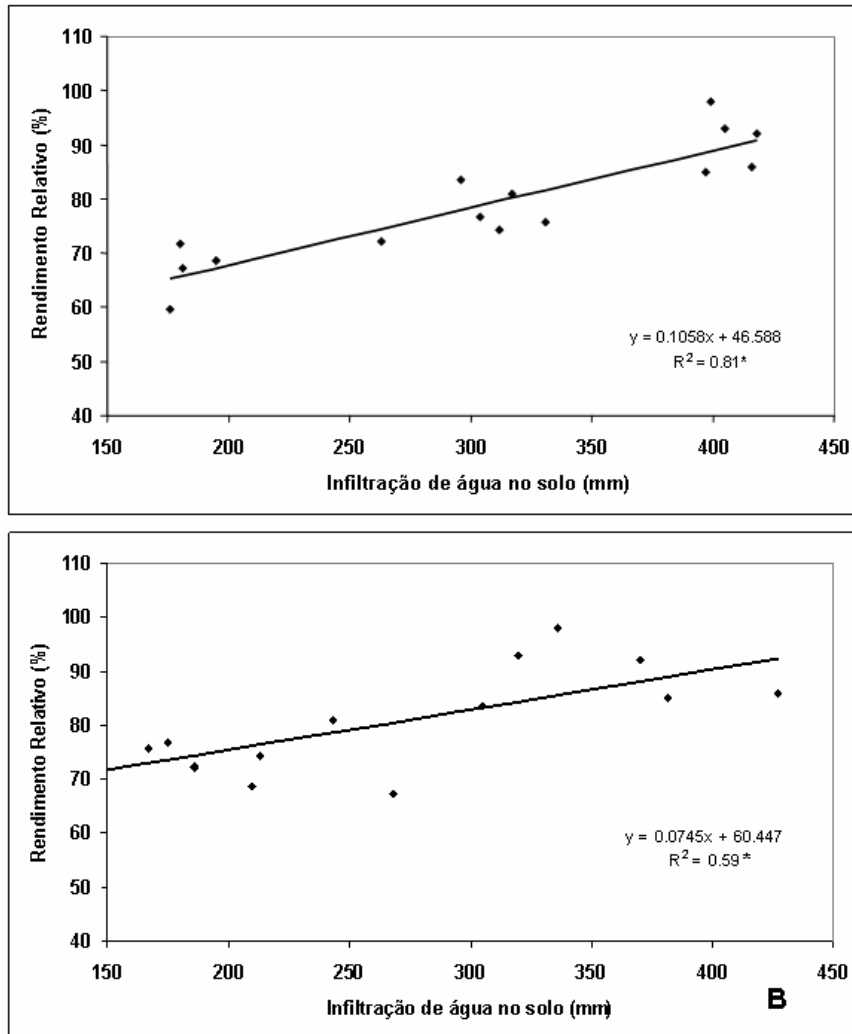 110
100
90
80
70
60
50
40
Rendimento Relativo (%)
y = 0.1058x + 46.588
R² = 0.81*
150 200 250 300 350 400 450
Infiltração de água no solo (mm)
110
100
90
80
70
60
50
40
Rendimento Relativo (%)
y = 0.0745x + 60.447
R² = 0.59*
150 200 250 300 350 400 450
Infiltração de água no solo (mm)
B